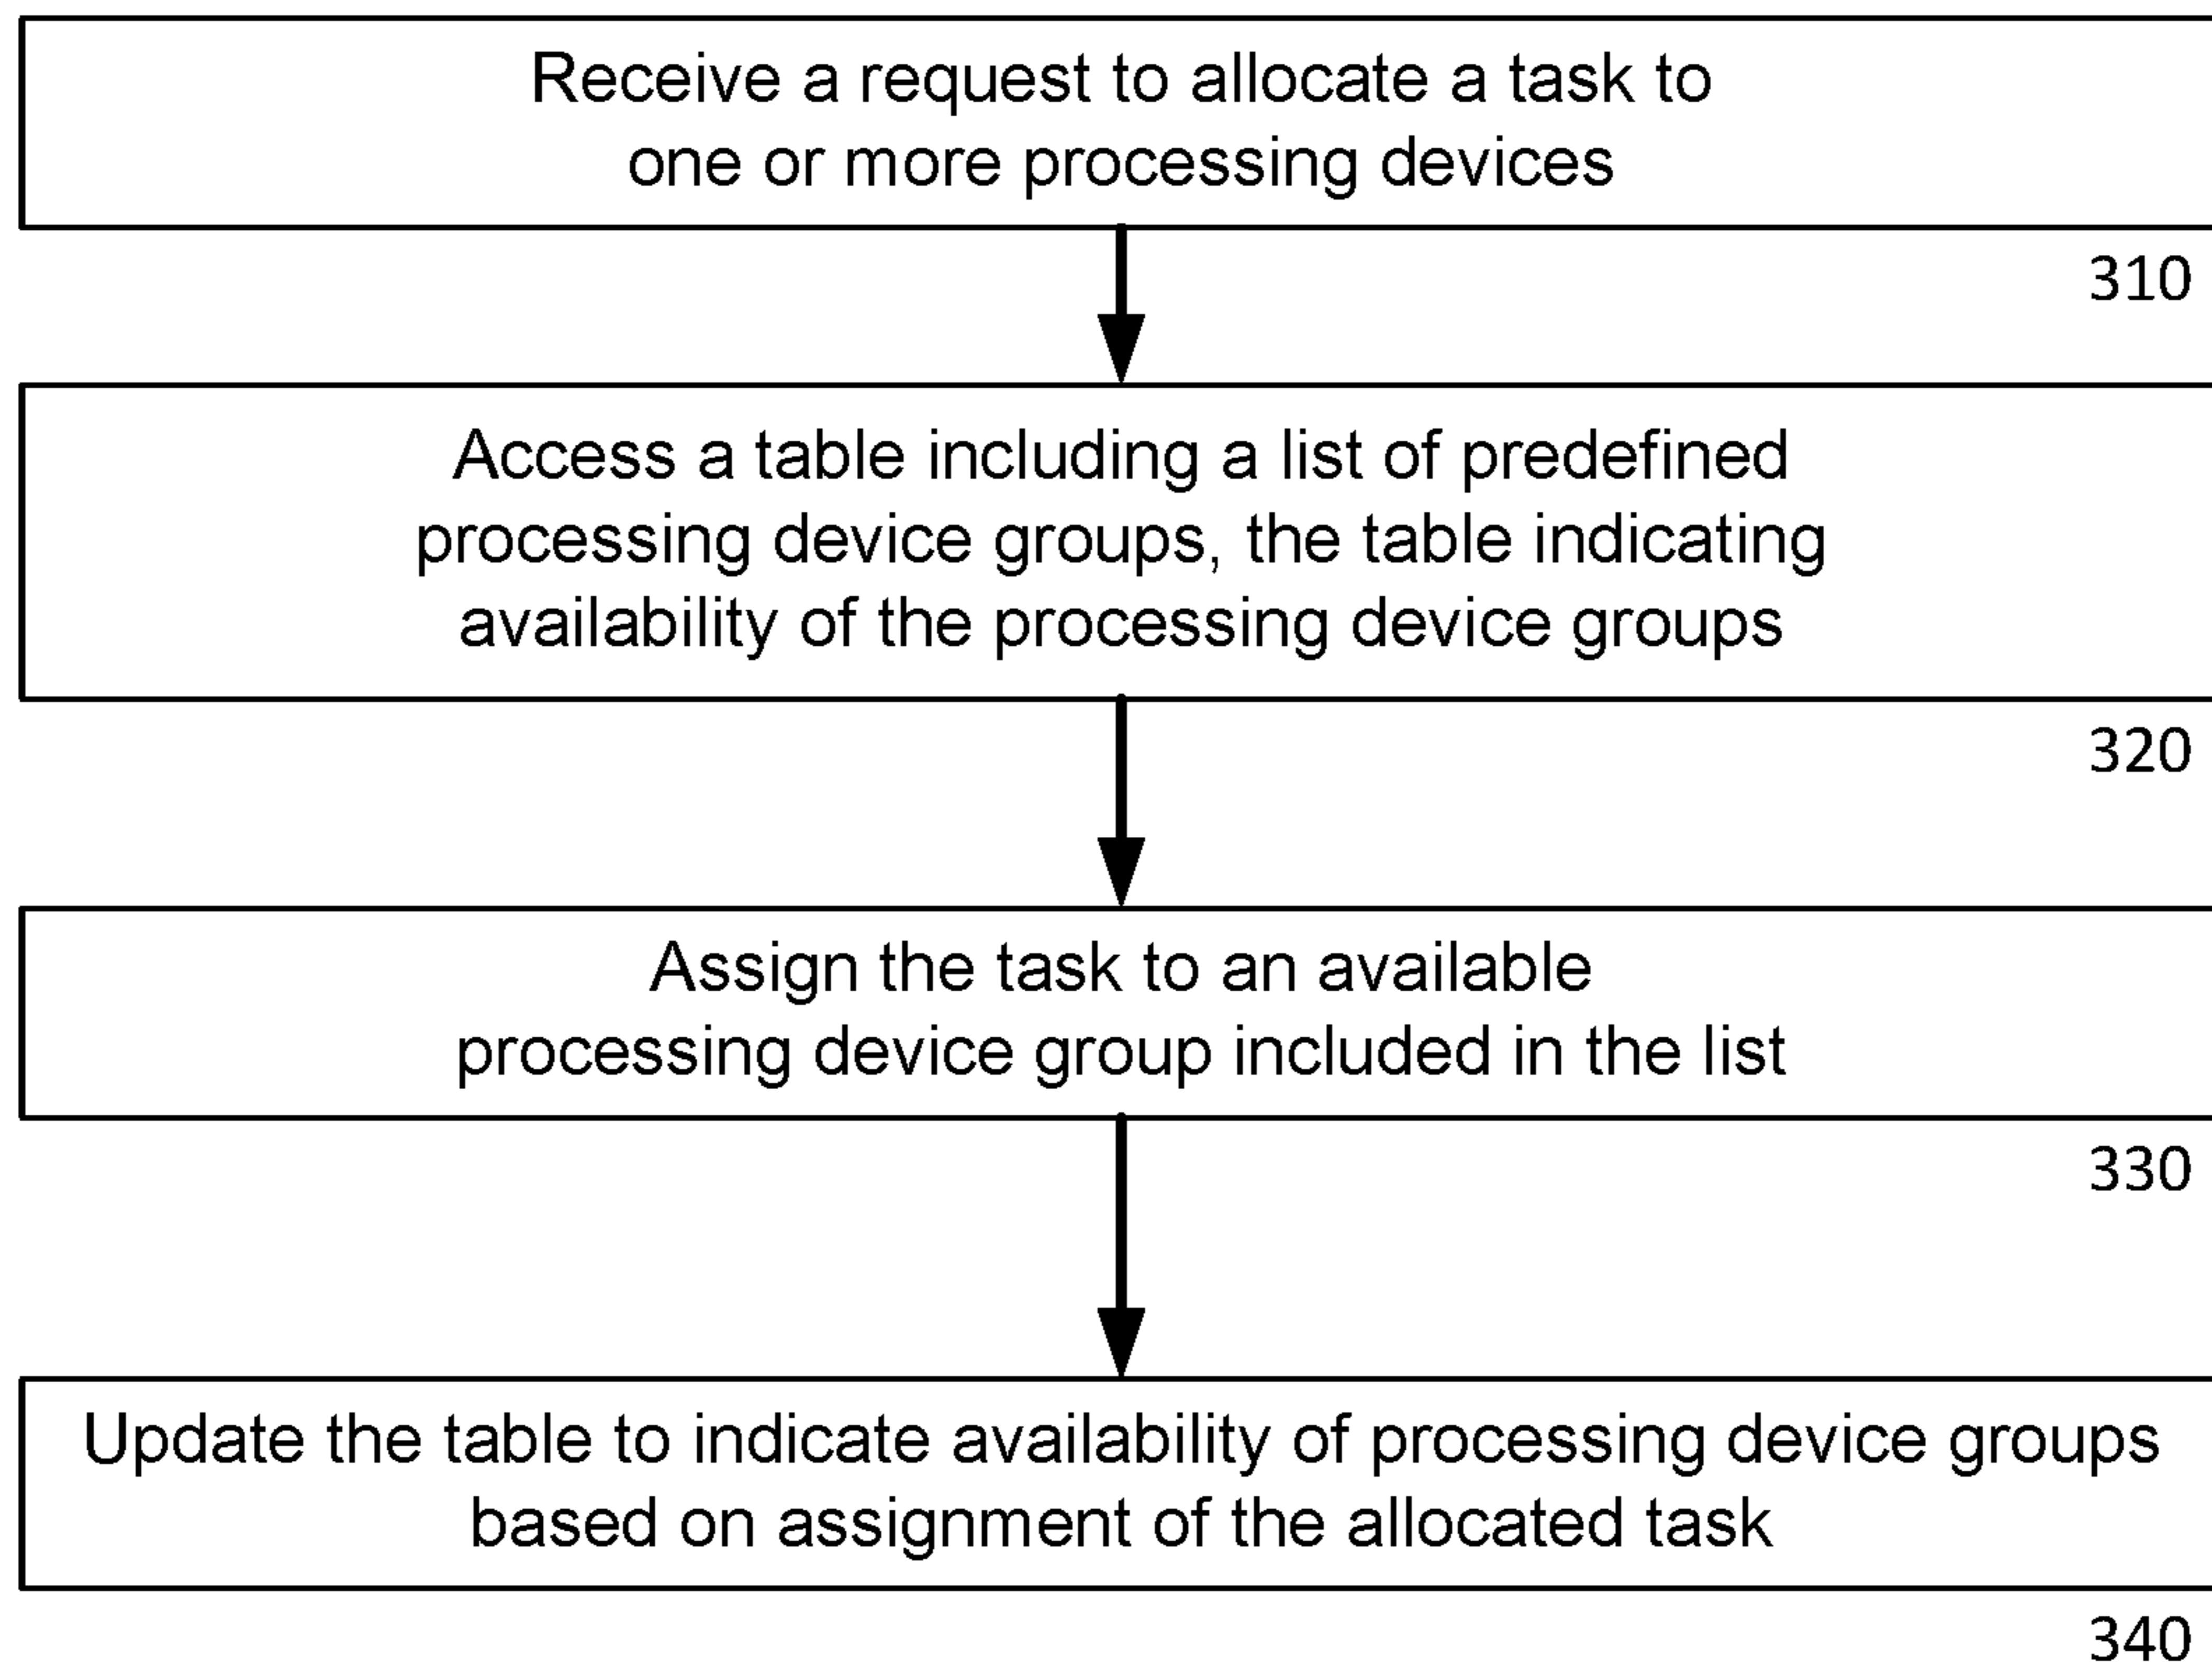 Receive a request to allocate a task to
one or more processing devices
310
Access a table including a list of predefined
processing device groups, the table indicating
availability of the processing device groups
320
Assign the task to an available
processing device group included in the list
330
Update the table to indicate availability of processing device groups
based on assignment of the allocated task
340